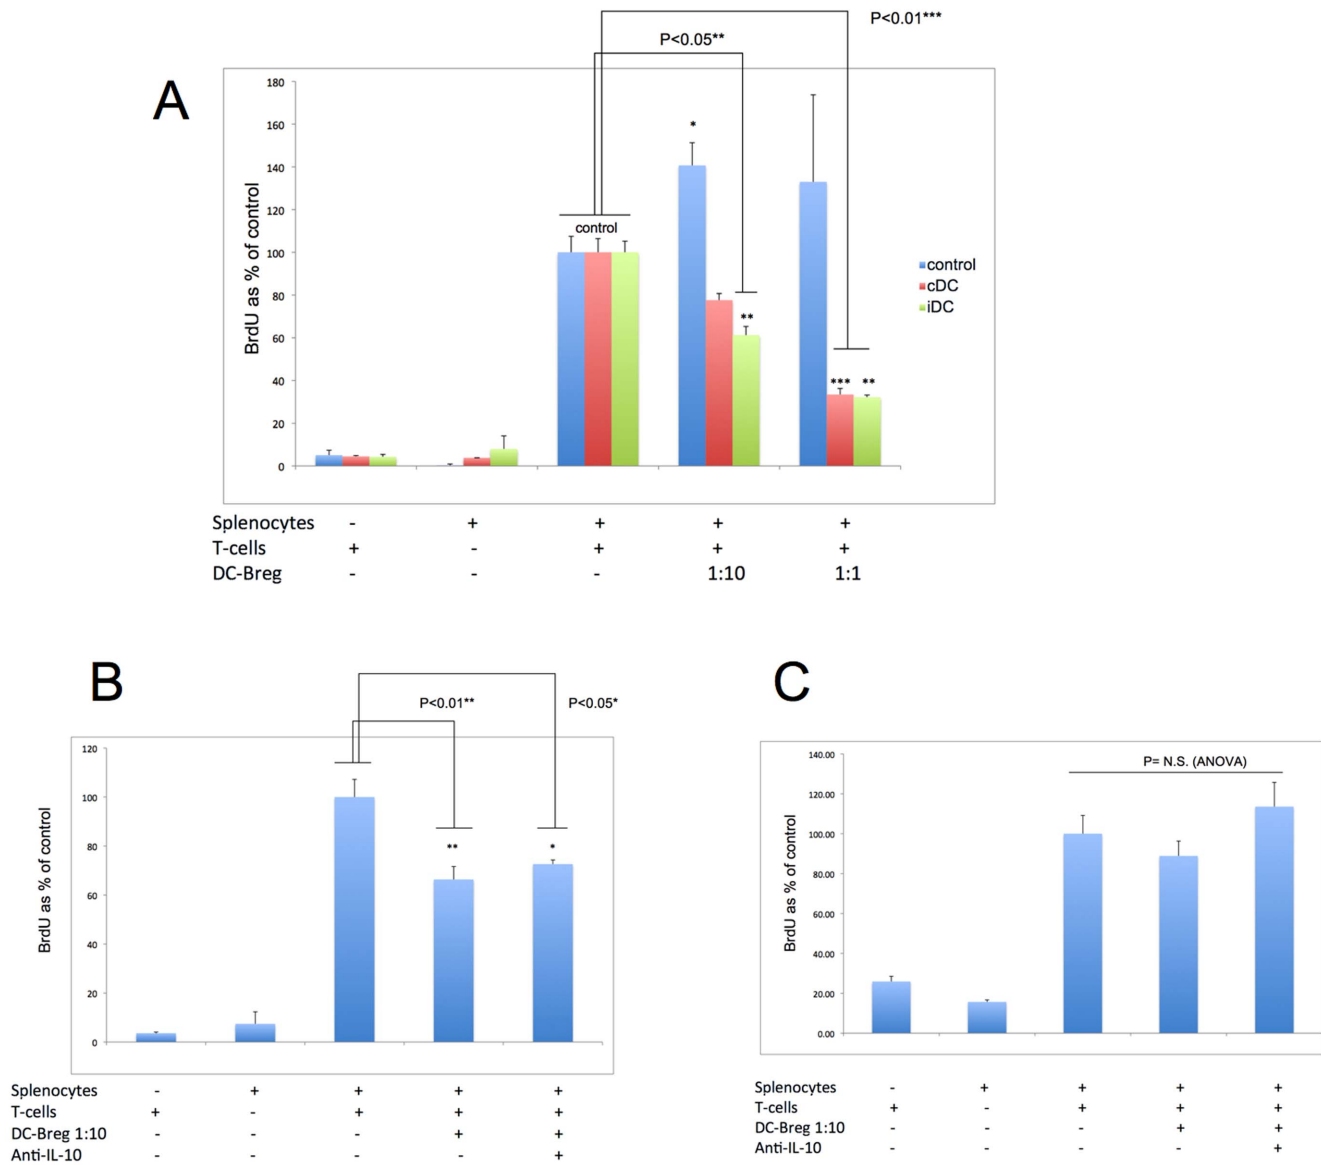 P<0.01***
P<0.05**
A
180
160
140
120
100
80
60
40
20
0
BrdU as % of control
control
*
**
***
**
control
cDC
iDC
Splenocytes - + + + +
T-cells + - + + +
DC-Breg - - - 1:10 1:1
B
P<0.01**
P<0.05*
120
100
80
60
40
20
0
BrdU as % of control
**
*
Splenocytes - + + + +
T-cells + - + + +
DC-Breg 1:10 - - - + +
Anti-IL-10 - - - - +
C
P= N.S. (ANOVA)
140.00
120.00
100.00
80.00
60.00
40.00
20.00
0.00
BrdU as % of control
Splenocytes - + + + +
T-cells + - + + +
DC-Breg 1:10 - - - + +
Anti-IL-10 - - - - +